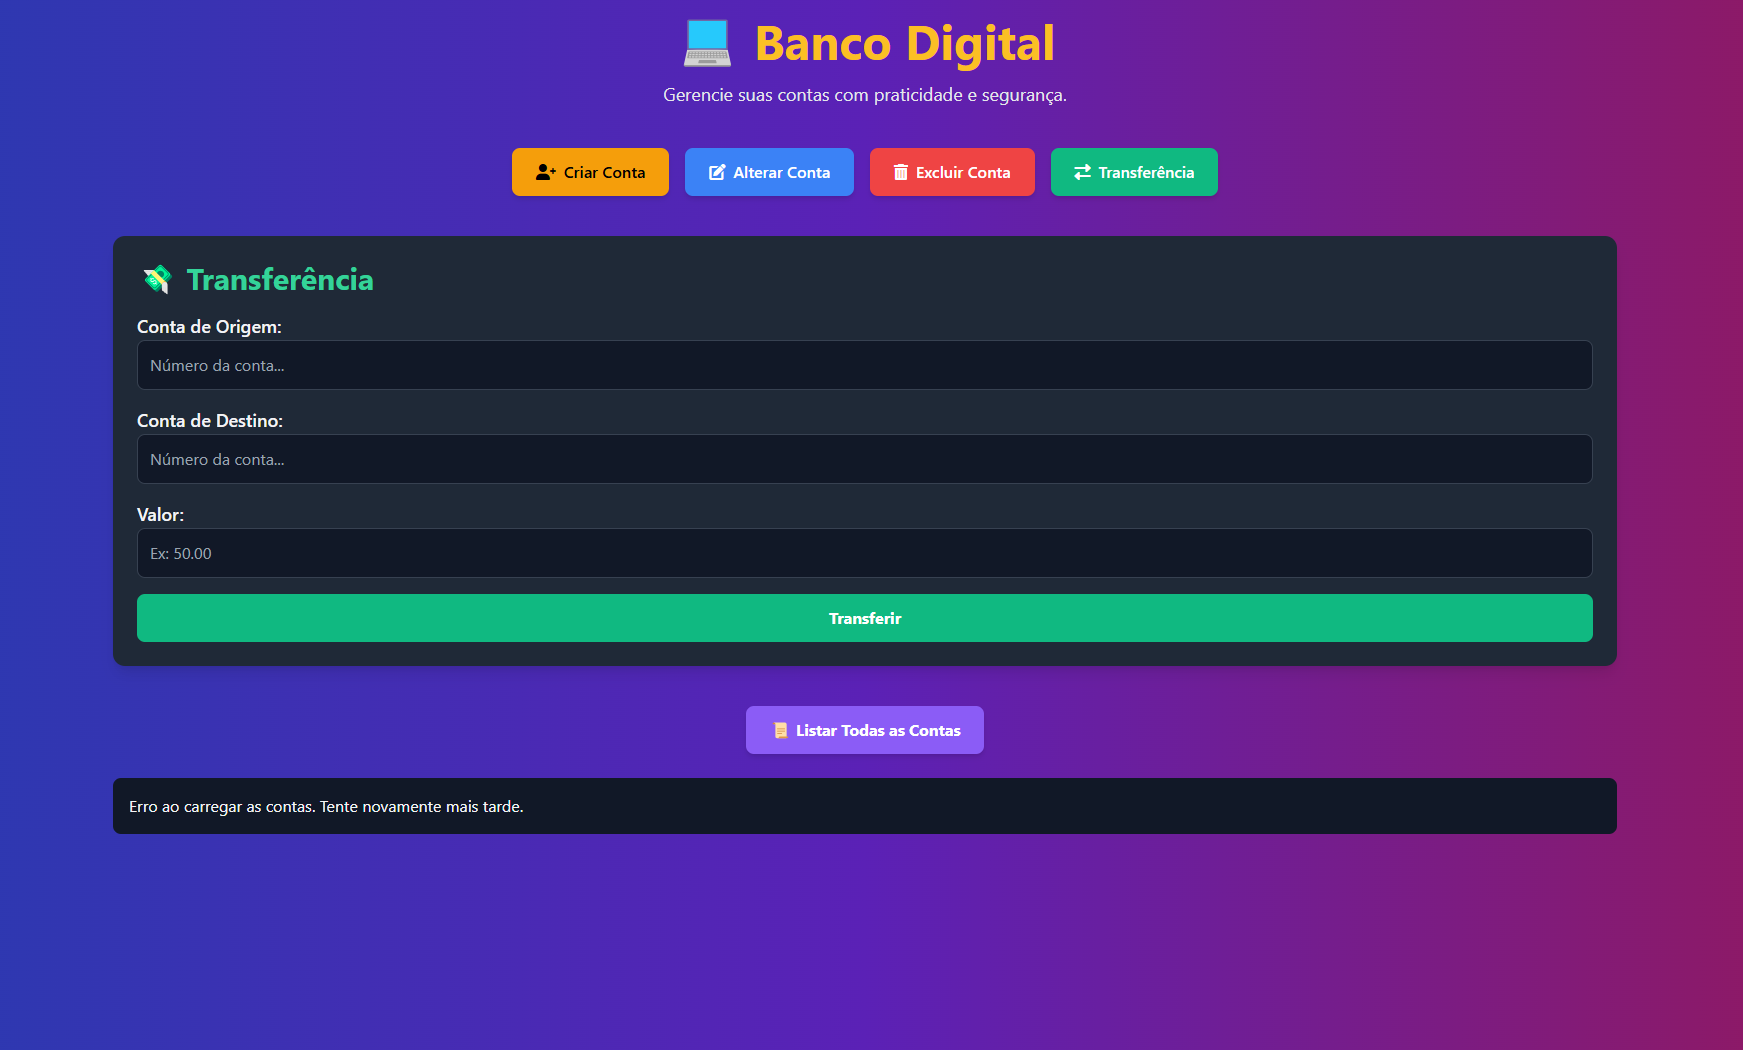 Banco Digital
Gerencie suas contas com praticidade e segurança.
Criar Conta
Alterar Conta
Excluir Conta
Transferência
Transferência
Conta de Origem:
Número da conta...
Conta de Destino:
Número da conta...
Valor:
Ex: 50.00
Transferir
Listar Todas as Contas
Erro ao carregar as contas. Tente novamente mais tarde.